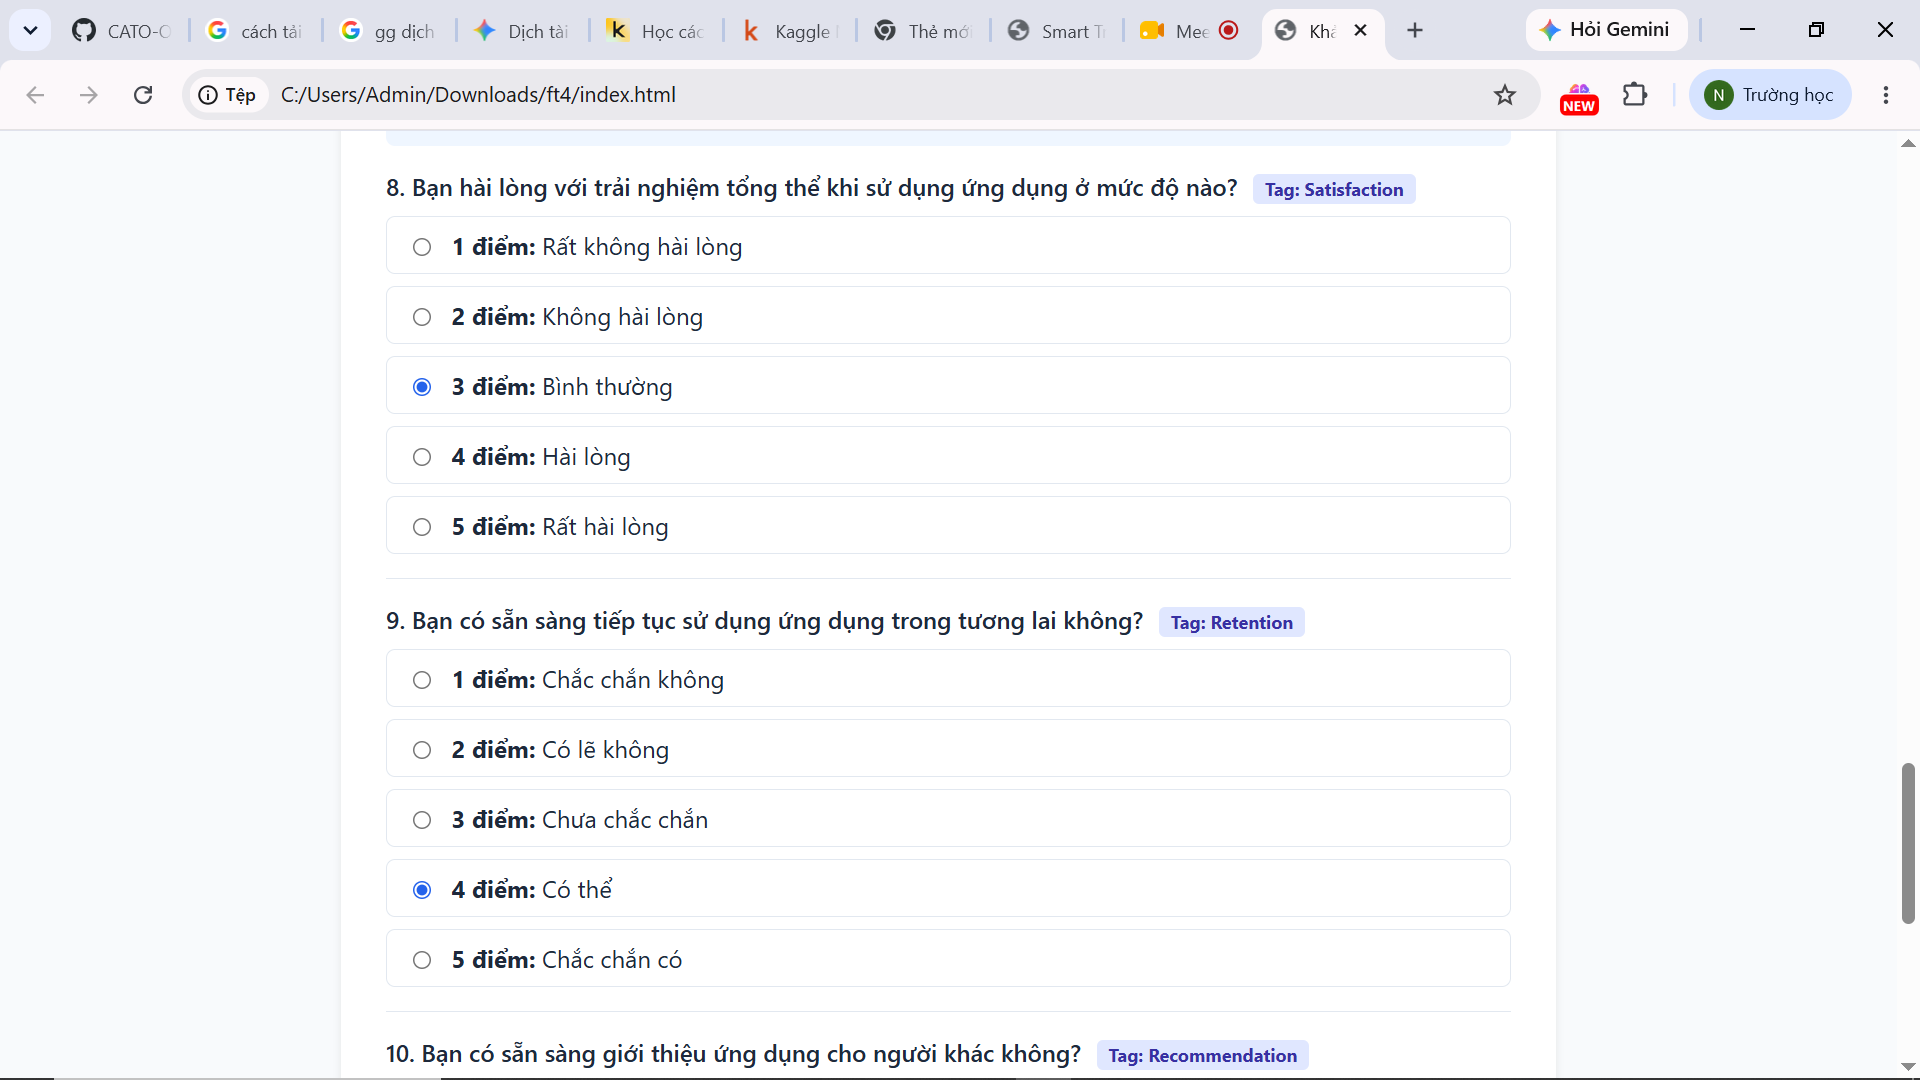 CATO-O
cách tải
gg dịch
Dịch tài
Học các
Kaggle
Thẻ mới
Smart T
Mee
Khả
Hỏi Gemini
Tệp
C:/Users/Admin/Downloads/ft4/index.html
NEW
N
Trường học
8. Bạn hài lòng với trải nghiệm tổng thể khi sử dụng ứng dụng ở mức độ nào? Tag: Satisfaction
1 điểm: Rất không hài lòng
2 điểm: Không hài lòng
3 điểm: Bình thường
4 điểm: Hài lòng
5 điểm: Rất hài lòng
9. Bạn có sẵn sàng tiếp tục sử dụng ứng dụng trong tương lai không? Tag: Retention
1 điểm: Chắc chắn không
2 điểm: Có lẽ không
3 điểm: Chưa chắc chắn
4 điểm: Có thể
5 điểm: Chắc chắn có
10. Bạn có sẵn sàng giới thiệu ứng dụng cho người khác không? Tag: Recommendation